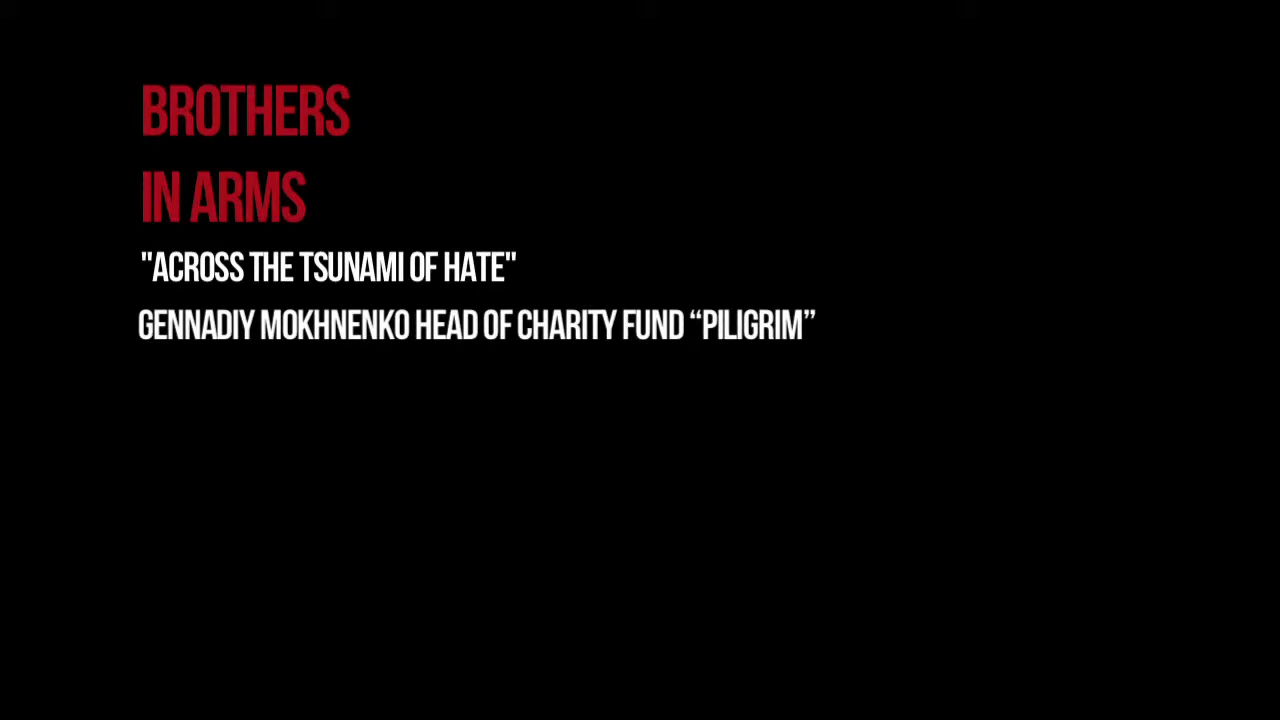 BROTHERS
IN ARMS
"ACROSS THE TSUNAMI OF HATE"
GENNADIY MOKHNENKO HEAD OF CHARITY FUND “PILIGRIM”